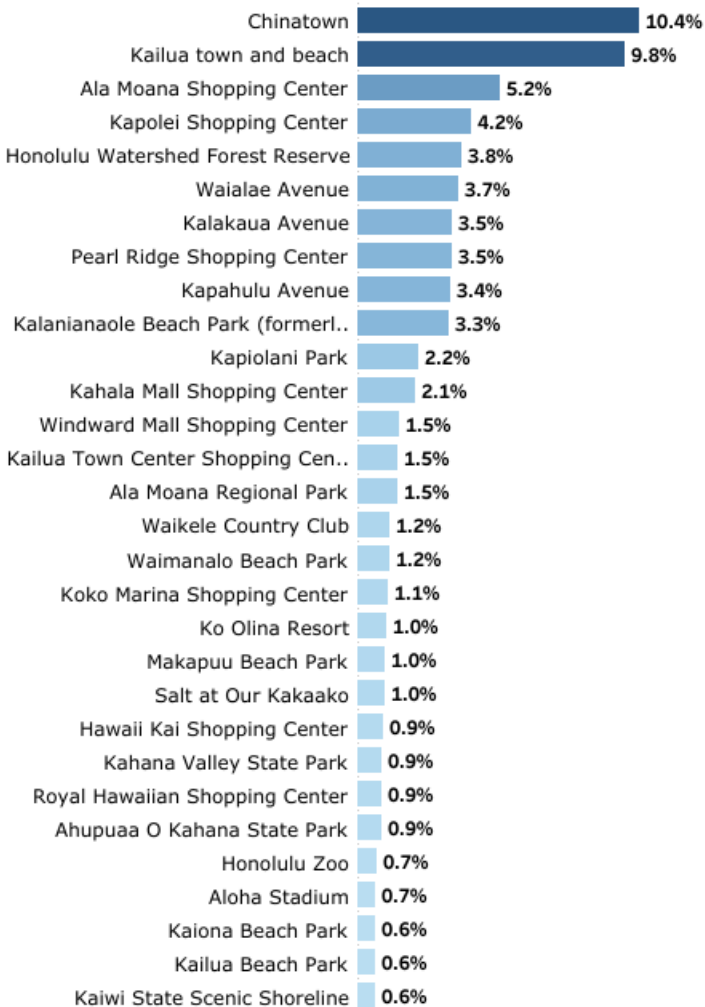 Chinatown 10.4%
Kailua town and beach 9.8%
Ala Moana Shopping Center 5.2%
Kapolei Shopping Center 4.2%
Honolulu Watershed Forest Reserve 3.8%
Waialae Avenue 3.7%
Kalakaua Avenue 3.5%
Pearl Ridge Shopping Center 3.5%
Kapahulu Avenue 3.4%
Kalanianaole Beach Park (formerl.. 3.3%
Kapiolani Park 2.2%
Kahala Mall Shopping Center 2.1%
Windward Mall Shopping Center 1.5%
Kailua Town Center Shopping Cen.. 1.5%
Ala Moana Regional Park 1.5%
Waikele Country Club 1.2%
Waimanalo Beach Park 1.2%
Koko Marina Shopping Center 1.1%
Ko Olina Resort 1.0%
Makapuu Beach Park 1.0%
Salt at Our Kakaako 1.0%
Hawaii Kai Shopping Center 0.9%
Kahana Valley State Park 0.9%
Royal Hawaiian Shopping Center 0.9%
Ahupuaa O Kahana State Park 0.9%
Honolulu Zoo 0.7%
Aloha Stadium 0.7%
Kaiona Beach Park 0.6%
Kailua Beach Park 0.6%
Kaiwi State Scenic Shoreline 0.6%